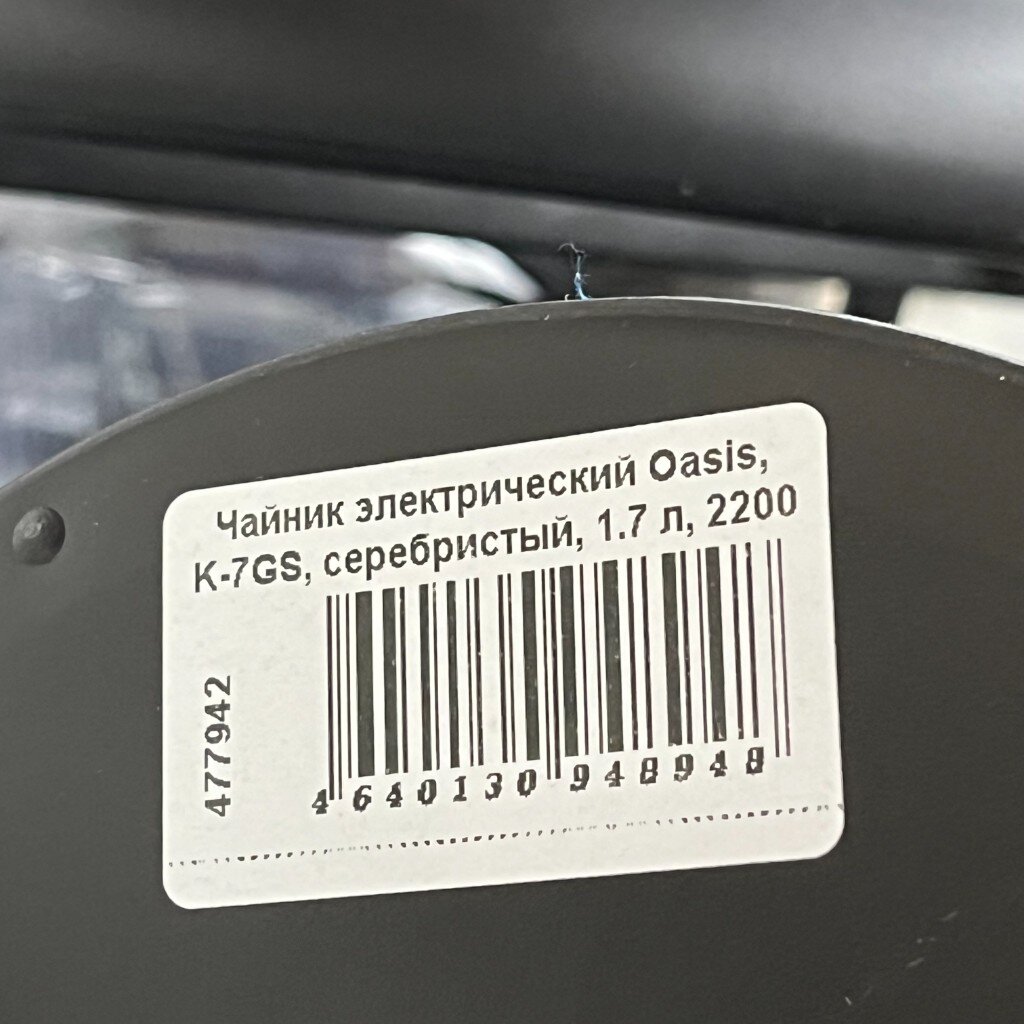 Чайник электрический Oasis,
K-7GS, серебристый, 1.7 л, 2200
477942
4 640130 948948